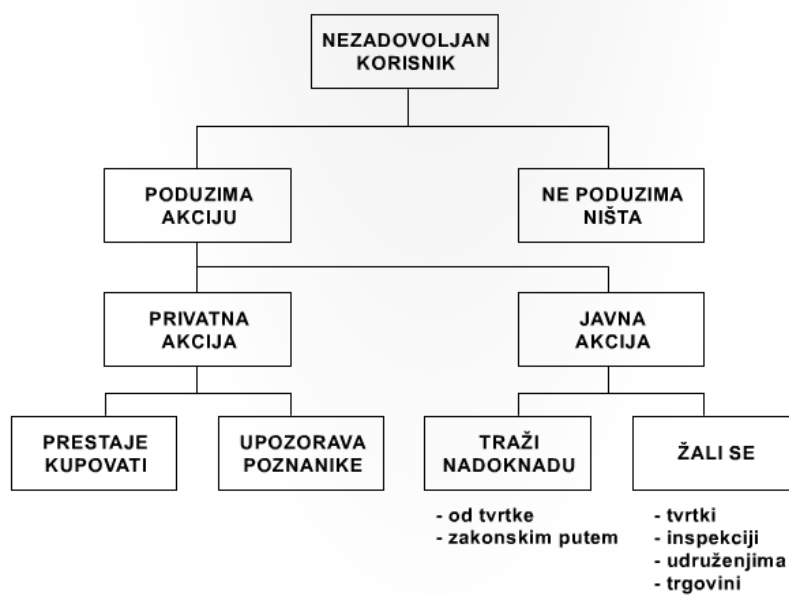 NEZADOVOLJAN
KORISNIK
PODUZIMA
AKCIJU
NE PODUZIMA
NIŠTA
PRIVATNA
AKCIJA
JAVNA
AKCIJA
PRESTAJE
KUPOVATI
UPOZORAVA
POZNANIKE
TRAŽI
NADOKNADU
ŽALI SE
- od tvrtke
- zakonskim putem
- tvrtki
- inspekciji
- udruženjima
- trgovini